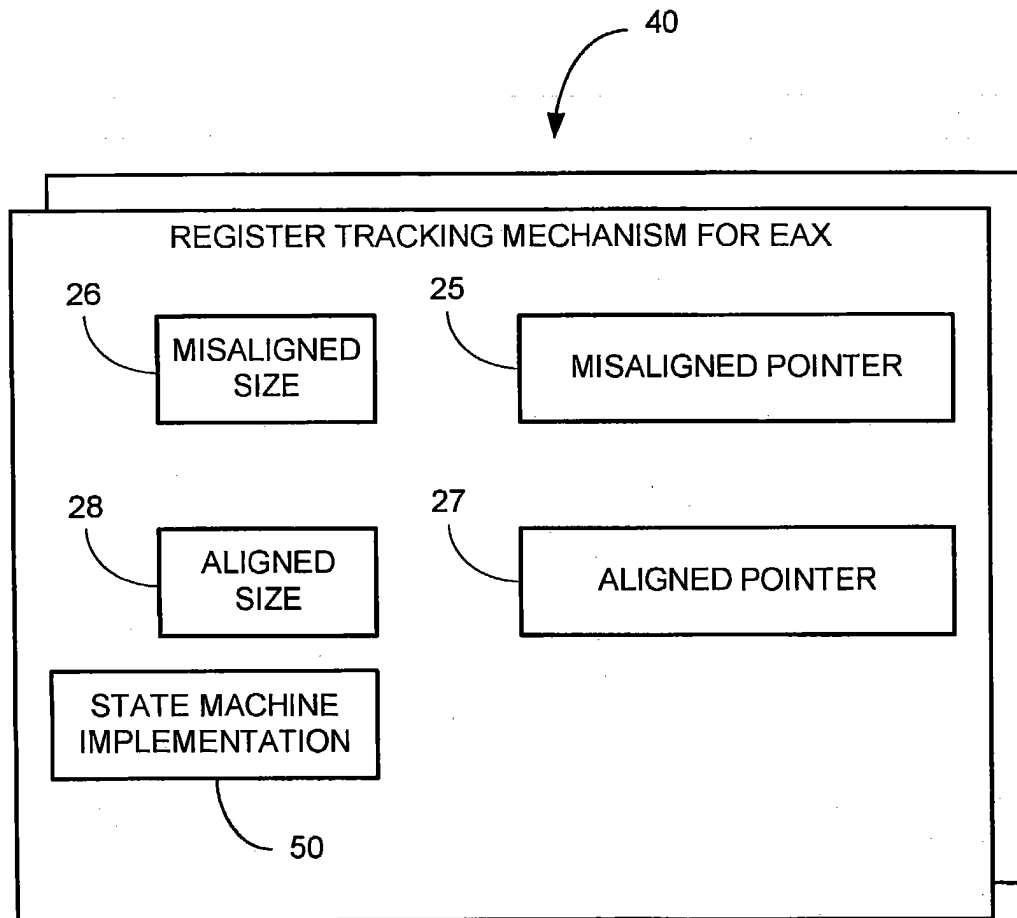 40
REGISTER TRACKING MECHANISM FOR EAX
26
MISALIGNED
SIZE
25
MISALIGNED POINTER
28
ALIGNED
SIZE
27
ALIGNED POINTER
STATE MACHINE
IMPLEMENTATION
50